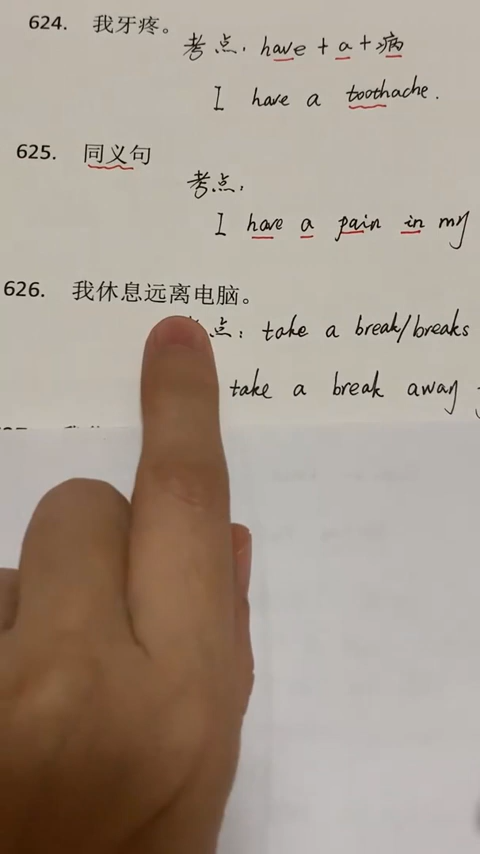 624. 我牙疼。
考点: have + a + 病
I have a toothache.
625. 同义句
考点:
I have a pain in my
626. 我休息远离电脑。
点: take a break/breaks
take a break away